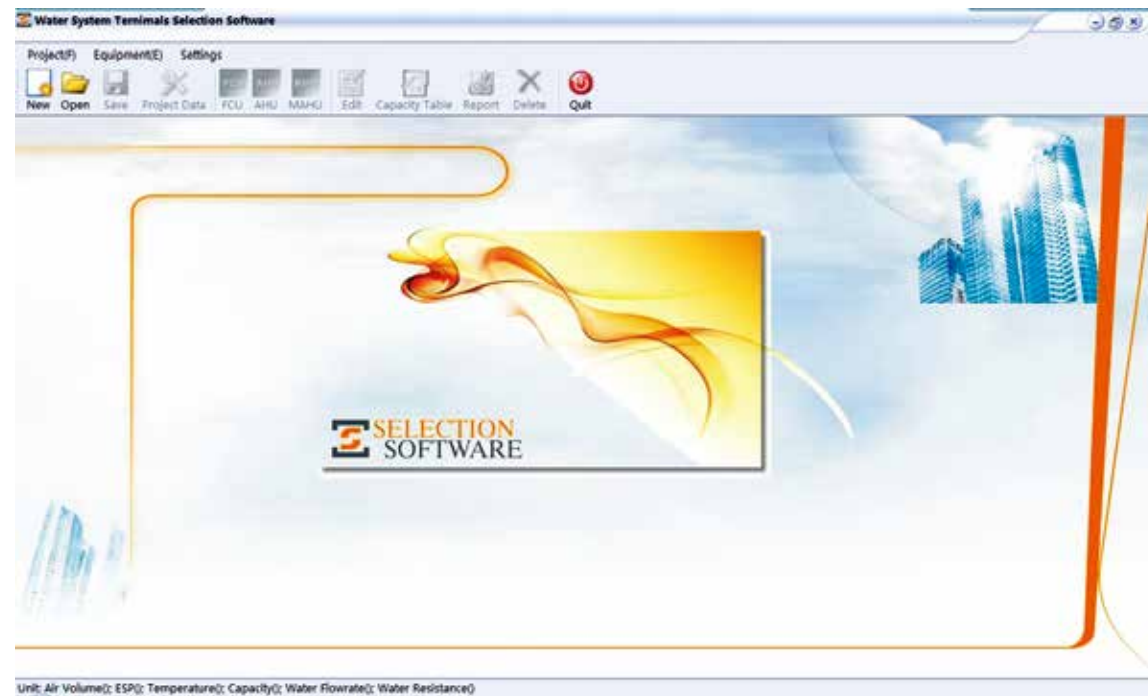 Water System Ternimals Selection Software
Project(F) Equipment(E) Settings
New Open Save Project Data FCU AHU MAHU Edit Capacity Table Report Delete Quit
SELECTION
SOFTWARE
Unit: Air Volume(); ESP(); Temperature(); Capacity(); Water Flowrate(); Water Resistance()